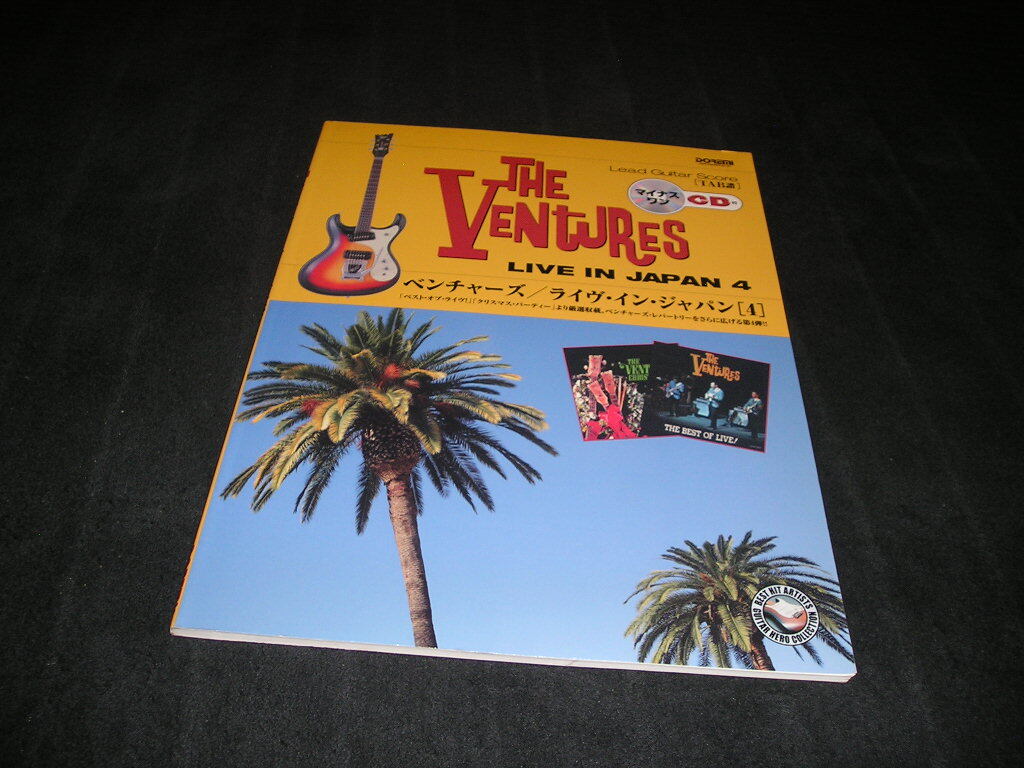 DOREMI
Lead Guitar Score
[TAB譜]
マイナス
ワン
CD付
THE
VENTURES
LIVE IN JAPAN 4
ベンチャーズ／ライヴ・イン・ジャパン[4]
「ベスト・オブ・ライヴ!」「クリスマス・パーティー」より厳選収載。ベンチャーズ・レパートリーをさらに広げる第4弾!!
THE
VENT
CHRIS
THE
VENTURES
THE BEST OF LIVE!
BEST HIT ARTISTS
GUITAR HERO COLLECTION